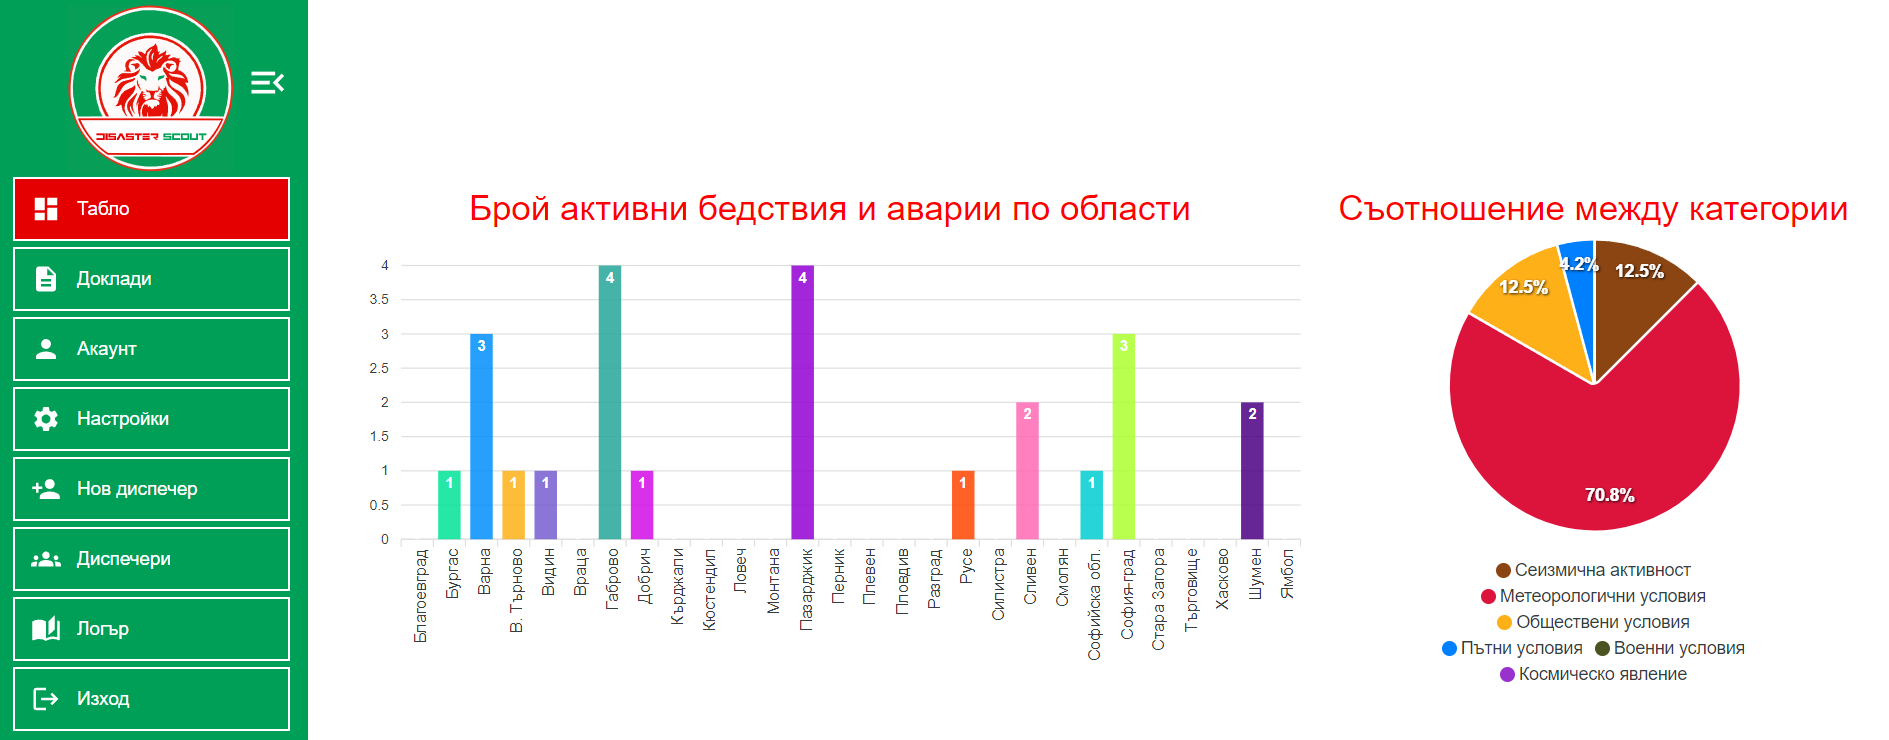 DISASTER SCOUT
Табло
Доклади
Акаунт
Настройки
Нов диспечер
Диспечери
Логър
Изход
Брой активни бедствия и аварии по области
4
3.5
3
2.5
2
1.5
1
0.5
0
1
3
1
1
4
1
4
1
2
1
3
2
Благоевград
Бургас
Варна
В. Търново
Видин
Враца
Габрово
Добрич
Кърджали
Кюстендил
Ловеч
Монтана
Пазарджик
Перник
Плевен
Пловдив
Разград
Русе
Силистра
Сливен
Смолян
Софийска обл.
София-град
Стара Загора
Търговище
Хасково
Шумен
Ямбол
Съотношение между категории
4.2%
12.5%
12.5%
70.8%
Сеизмична активност
Метеорологични условия
Обществени условия
Пътни условия Военни условия
Космическо явление